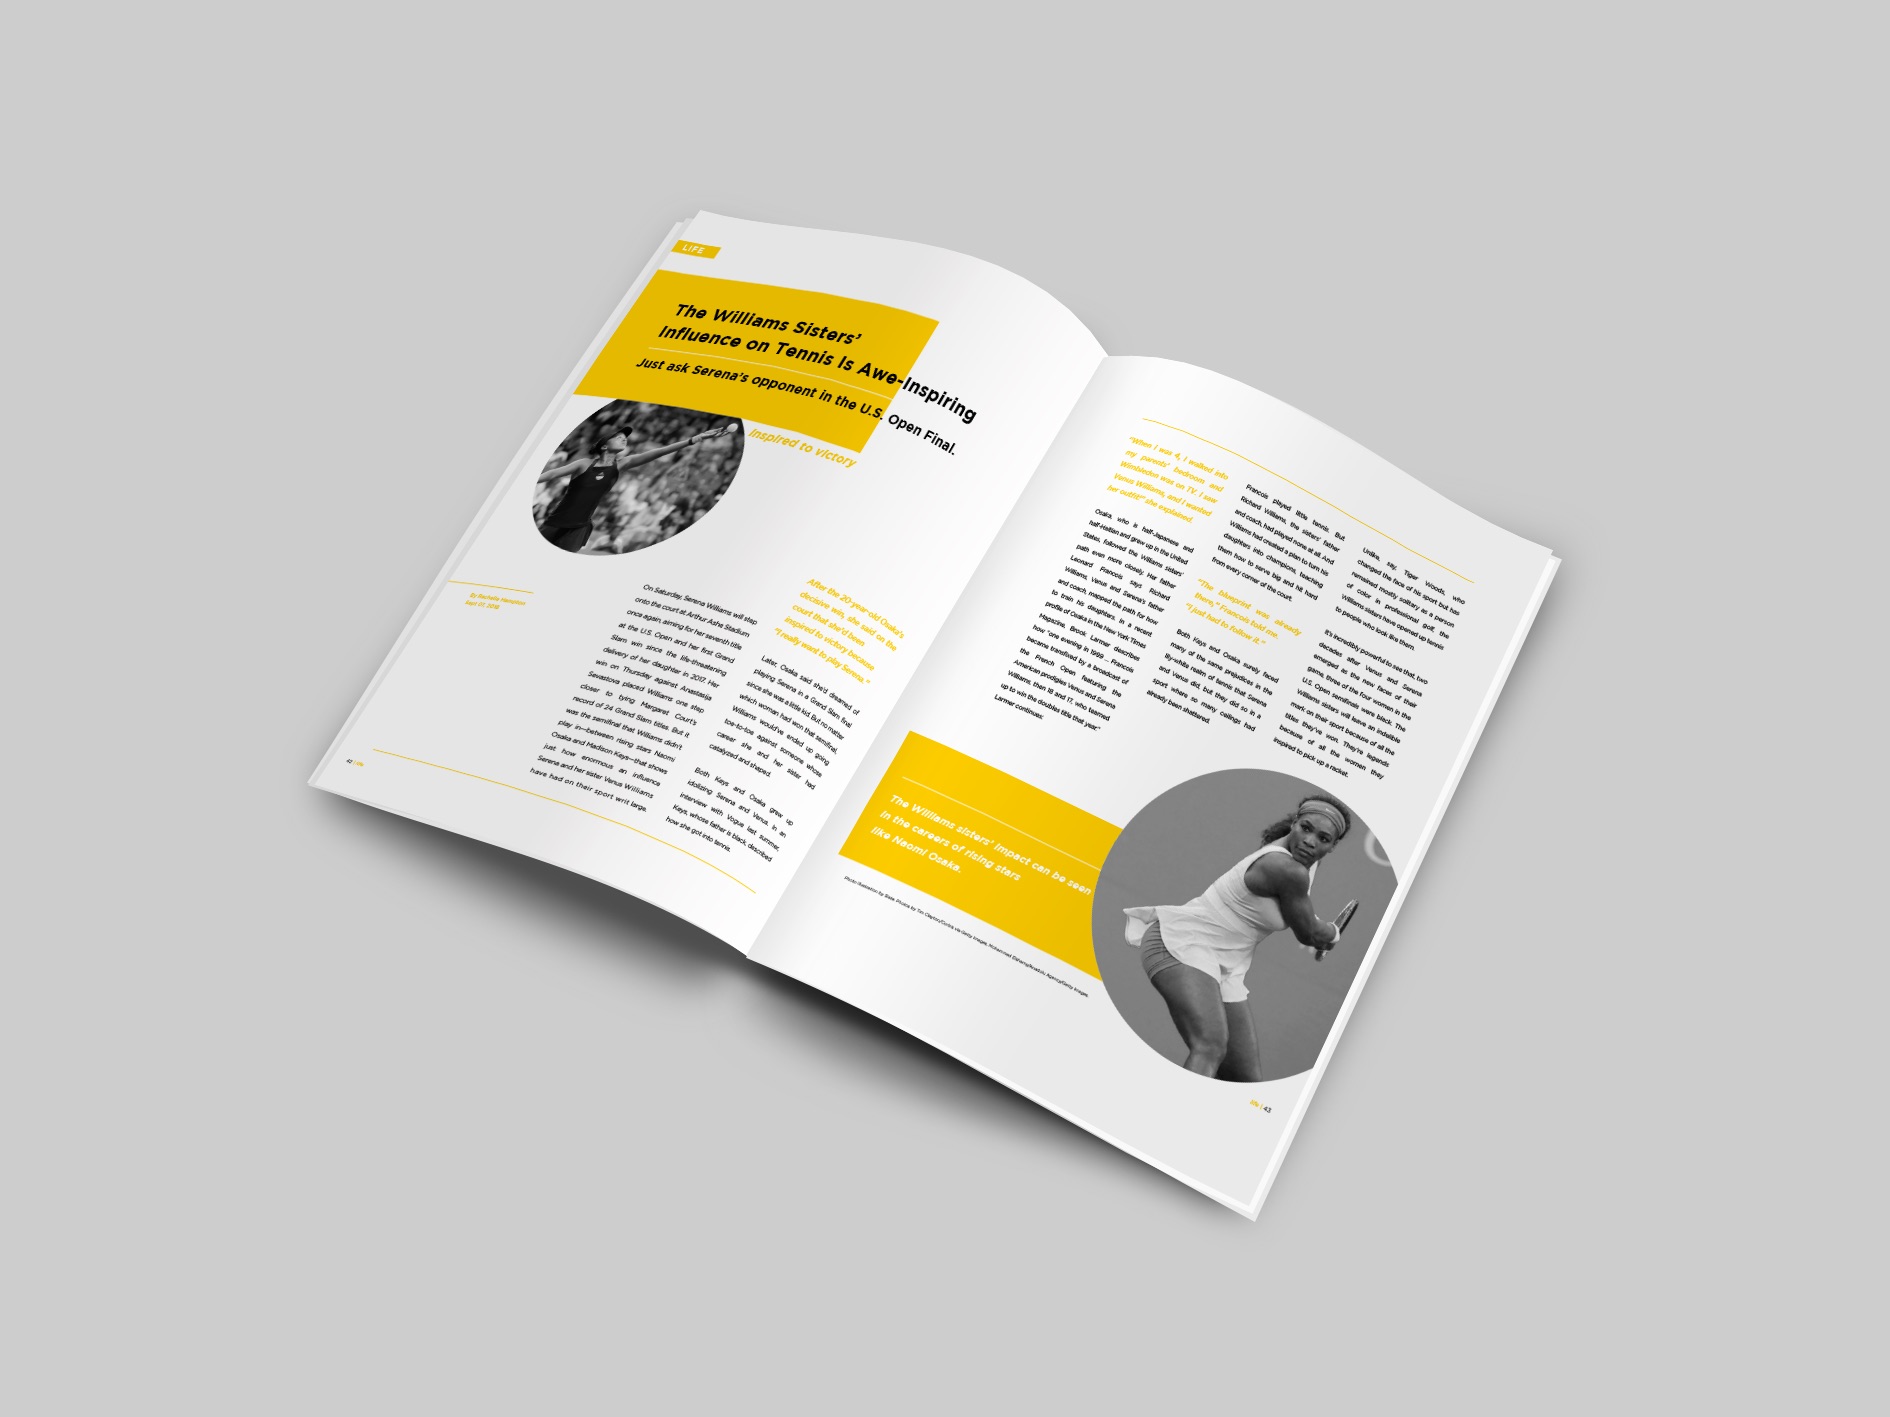 LIFE
The Williams Sisters'
Influence on Tennis Is Awe-Inspiring
Just ask Serena's opponent in the U.S. Open Final.
Inspired to victory
By Rachelle Hampton
Sept 07, 2018
On Saturday, Serena Williams will step
onto the court at Arthur Ashe Stadium
once again, aiming for her seventh title
at the U.S. Open and her first Grand
Slam win since the life-threatening
delivery of her daughter in 2017. Her
win on Thursday against Anastasija
Sevastova placed Williams one step
closer to tying Margaret Court's
record of 24 Grand Slam titles. But it
was the semifinal that Williams didn't
play in—between rising stars Naomi
Osaka and Madison Keys—that shows
just how enormous an influence
Serena and her sister Venus Williams
have had on their sport writ large.
After the 20-year-old Osaka's
decisive win, she said on the
court that she'd been
inspired to victory because
"I really want to play Serena."
Later, Osaka said she'd dreamed of
playing Serena in a Grand Slam final
since she was a little kid. But no matter
which woman had won that semifinal,
Williams would've ended up going
toe-to-toe against someone whose
career she and her sister had
catalyzed and shaped.
Both Keys and Osaka grew up
idolizing Serena and Venus. In an
interview with Vogue last summer,
Keys, whose father is black, described
how she got into tennis.
42 | life
"When I was 4, I walked into
my parents' bedroom and
Wimbledon was on TV. I saw
Venus Williams, and I wanted
her outfit!" she explained.
Osaka, who is half-Japanese and
half-Haitian and grew up in the United
States, followed the Williams sisters'
path even more closely. Her father
Leonard Francois says Richard
Williams, Venus and Serena's father
and coach, mapped the path for how
to train his daughters. In a recent
profile of Osaka in the New York Times
Magazine, Brook Larmer describes
how "one evening in 1999 ... Francois
became transfixed by a broadcast of
the French Open featuring the
American prodigies Venus and Serena
Williams, then 18 and 17, who teamed
up to win the doubles title that year."
Larmer continues:
Francois played little tennis. But
Richard Williams, the sisters' father
and coach, had played none at all. And
Williams had created a plan to turn his
daughters into champions, teaching
them how to serve big and hit hard
from every corner of the court.
"The blueprint was already
there," Francois told me.
"I just had to follow it."
Both Keys and Osaka surely faced
many of the same prejudices in the
lily-white realm of tennis that Serena
and Venus did, but they did so in a
sport where so many ceilings had
already been shattered.
Unlike, say, Tiger Woods, who
changed the face of his sport but has
remained mostly solitary as a person
of color in professional golf, the
Williams sisters have opened up tennis
to people who look like them.
It's incredibly powerful to see that, two
decades after Venus and Serena
emerged as the new faces of their
game, three of the four women in the
U.S. Open semifinals were black. The
Williams sisters will leave an indelible
mark on their sport because of all the
titles they've won. They're legends
because of all the women they
inspired to pick up a racket.
The Williams sisters' impact can be seen
in the careers of rising stars
like Naomi Osaka.
Photo illustration by Slate. Photos by Tim Clayton/Corbis via Getty Images, Mohammed Elshamy/Anadolu Agency/Getty Images.
life | 43